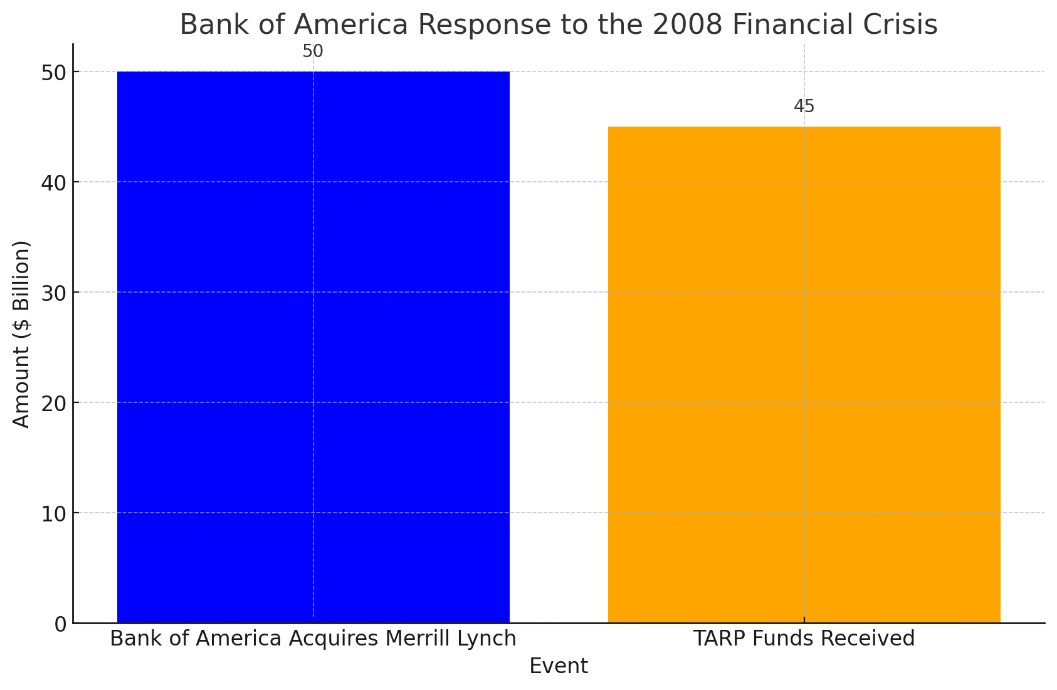 Bank of America Response to the 2008 Financial Crisis
50
45
50
40
30
20
10
0
Amount ($ Billion)
Bank of America Acquires Merrill Lynch
TARP Funds Received
Event